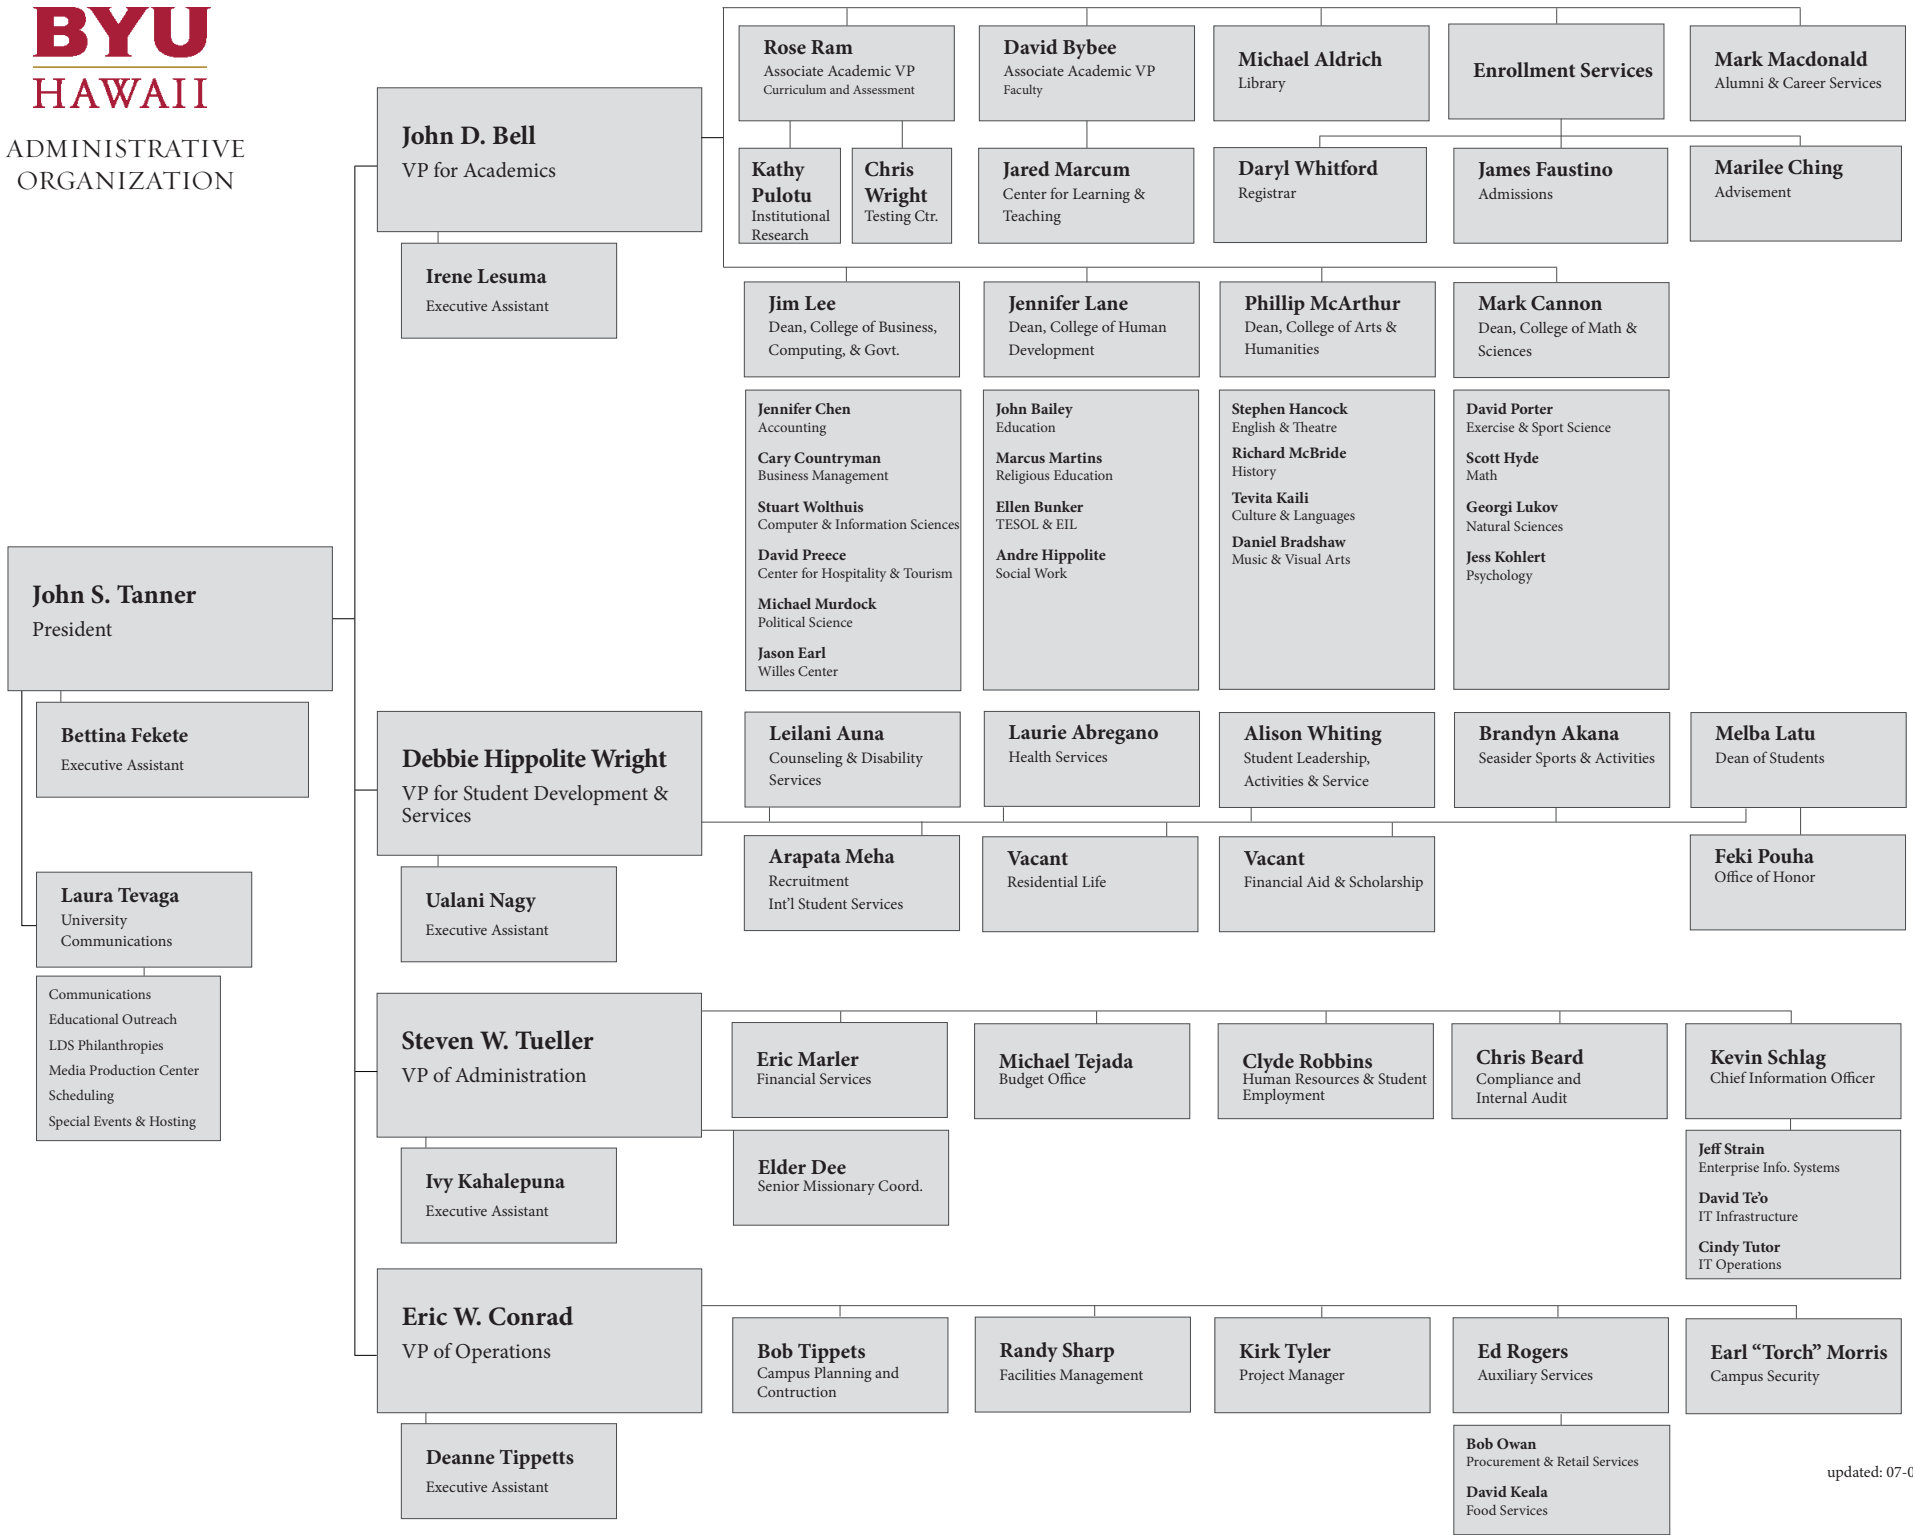 BYU
HAWAII
ADMINISTRATIVE
ORGANIZATION
John S. Tanner
President
Bettina Fekete
Executive Assistant
Laura Tevaga
University
Communications
Communications
Educational Outreach
LDS Philanthropies
Media Production Center
Scheduling
Special Events & Hosting
John D. Bell
VP for Academics
Irene Lesuma
Executive Assistant
Rose Ram
Associate Academic VP
Curriculum and Assessment
David Bybee
Associate Academic VP
Faculty
Michael Aldrich
Library
Enrollment Services
Mark Macdonald
Alumni & Career Services
Kathy
Pulotu
Institutional
Research
Chris
Wright
Testing Ctr.
Jared Marcum
Center for Learning &
Teaching
Daryl Whitford
Registrar
James Faustino
Admissions
Marilee Ching
Advisement
Jim Lee
Dean, College of Business,
Computing, & Govt.
Jennifer Lane
Dean, College of Human
Development
Phillip McArthur
Dean, College of Arts &
Humanities
Mark Cannon
Dean, College of Math &
Sciences
Jennifer Chen
Accounting
Cary Countryman
Business Management
Stuart Wolthuis
Computer & Information Sciences
David Preece
Center for Hospitality & Tourism
Michael Murdock
Political Science
Jason Earl
Willes Center
John Bailey
Education
Marcus Martins
Religious Education
Ellen Bunker
TESOL & EIL
Andre Hippolite
Social Work
Stephen Hancock
English & Theatre
Richard McBride
History
Tevita Kaili
Culture & Languages
Daniel Bradshaw
Music & Visual Arts
David Porter
Exercise & Sport Science
Scott Hyde
Math
Georgi Lukov
Natural Sciences
Jess Kohlert
Psychology
Debbie Hippolite Wright
VP for Student Development &
Services
Ualani Nagy
Executive Assistant
Leilani Auna
Counseling & Disability
Services
Laurie Abregano
Health Services
Alison Whiting
Student Leadership,
Activities & Service
Brandyn Akana
Seasider Sports & Activities
Melba Latu
Dean of Students
Arapata Meha
Recruitment
Int'l Student Services
Vacant
Residential Life
Vacant
Financial Aid & Scholarship
Feki Pouha
Office of Honor
Steven W. Tueller
VP of Administration
Ivy Kahalepuna
Executive Assistant
Eric Marler
Financial Services
Michael Tejada
Budget Office
Clyde Robbins
Human Resources & Student
Employment
Chris Beard
Compliance and
Internal Audit
Kevin Schlag
Chief Information Officer
Elder Dee
Senior Missionary Coord.
Jeff Strain
Enterprise Info. Systems
David Te'o
IT Infrastructure
Cindy Tutor
IT Operations
Eric W. Conrad
VP of Operations
Deanne Tippetts
Executive Assistant
Bob Tippets
Campus Planning and
Contruction
Randy Sharp
Facilities Management
Kirk Tyler
Project Manager
Ed Rogers
Auxiliary Services
Earl “Torch” Morris
Campus Security
Bob Owan
Procurement & Retail Services
David Keala
Food Services
updated: 07-0